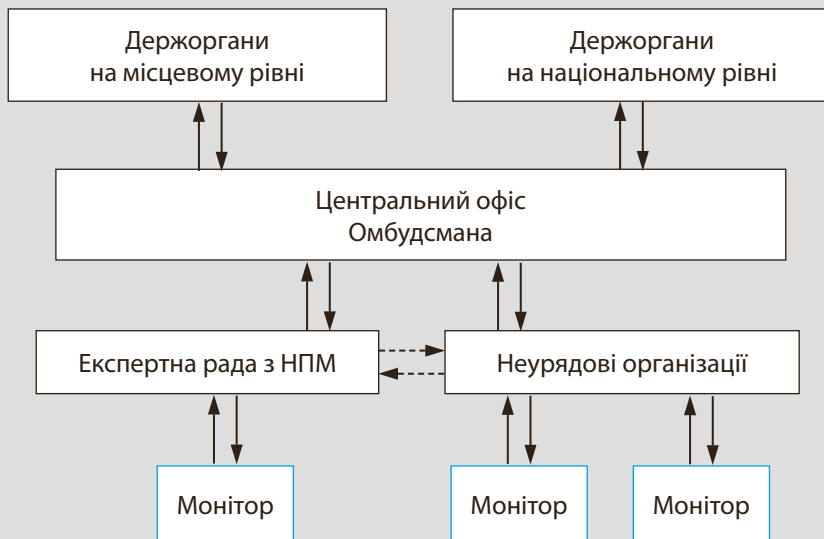 Держоргани
на місцевому рівні
Держоргани
на національному рівні
Центральний офіс
Омбудсмана
Експертна рада з НПМ
Неурядові організації
Монітор
Монітор
Монітор